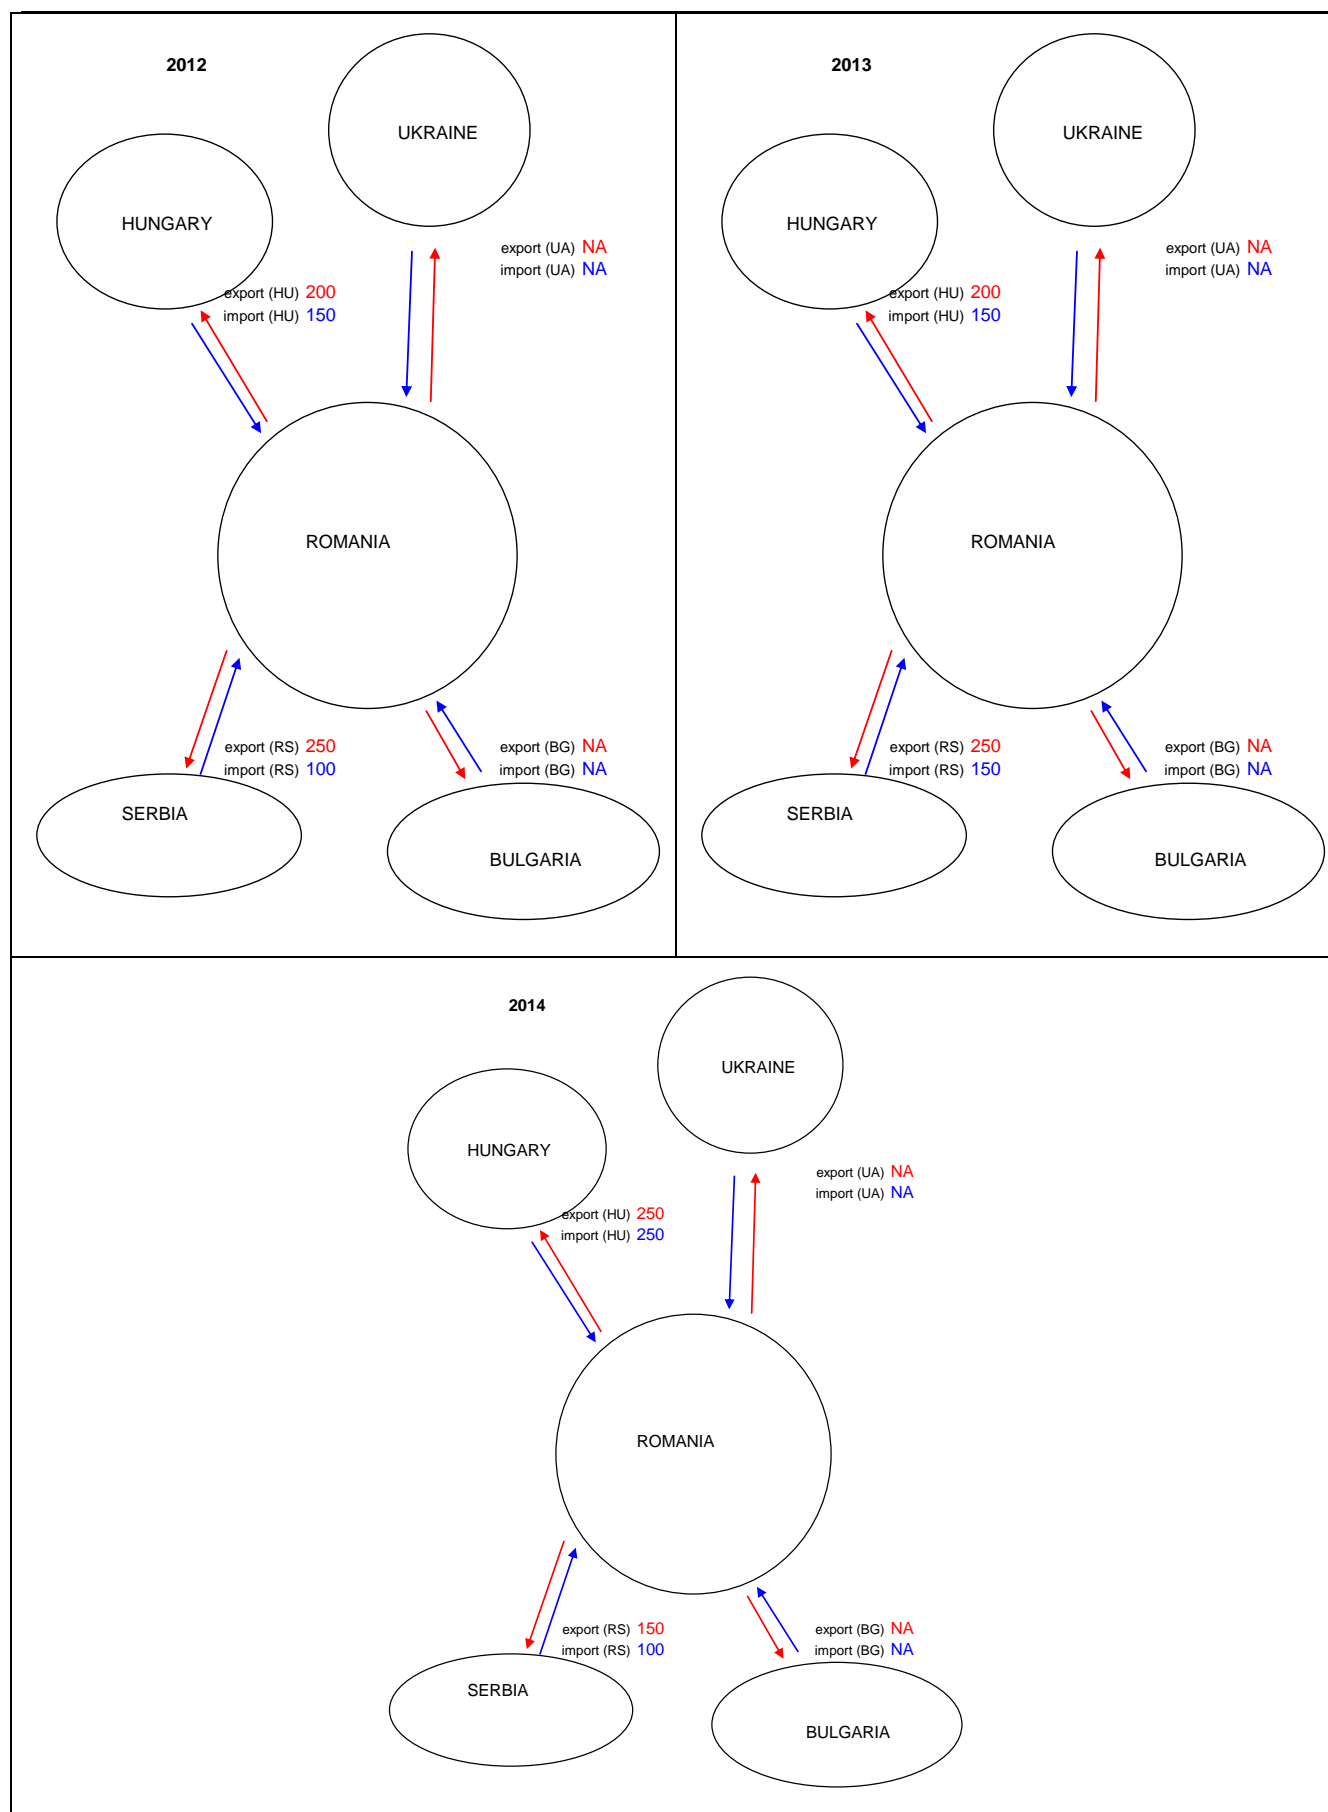 2012
UKRAINE
HUNGARY
export (UA) NA
import (UA) NA
export (HU) 200
import (HU) 150
ROMANIA
export (RS) 250
import (RS) 100
export (BG) NA
import (BG) NA
SERBIA
BULGARIA
2013
UKRAINE
HUNGARY
export (UA) NA
import (UA) NA
export (HU) 200
import (HU) 150
ROMANIA
export (RS) 250
import (RS) 150
export (BG) NA
import (BG) NA
SERBIA
BULGARIA
2014
UKRAINE
HUNGARY
export (UA) NA
import (UA) NA
export (HU) 250
import (HU) 250
ROMANIA
export (RS) 150
import (RS) 100
export (BG) NA
import (BG) NA
SERBIA
BULGARIA